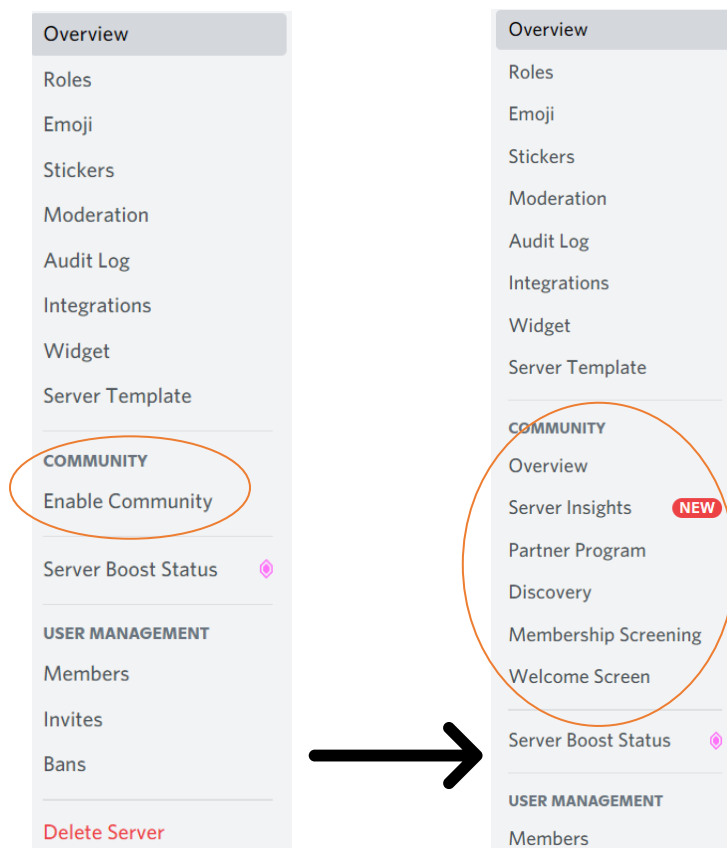 Overview
Roles
Emoji
Stickers
Moderation
Audit Log
Integrations
Widget
Server Template
COMMUNITY
Enable Community
Server Boost Status
USER MANAGEMENT
Members
Invites
Bans
Delete Server
Overview
Roles
Emoji
Stickers
Moderation
Audit Log
Integrations
Widget
Server Template
COMMUNITY
Overview
Server Insights NEW
Partner Program
Discovery
Membership Screening
Welcome Screen
Server Boost Status
USER MANAGEMENT
Members